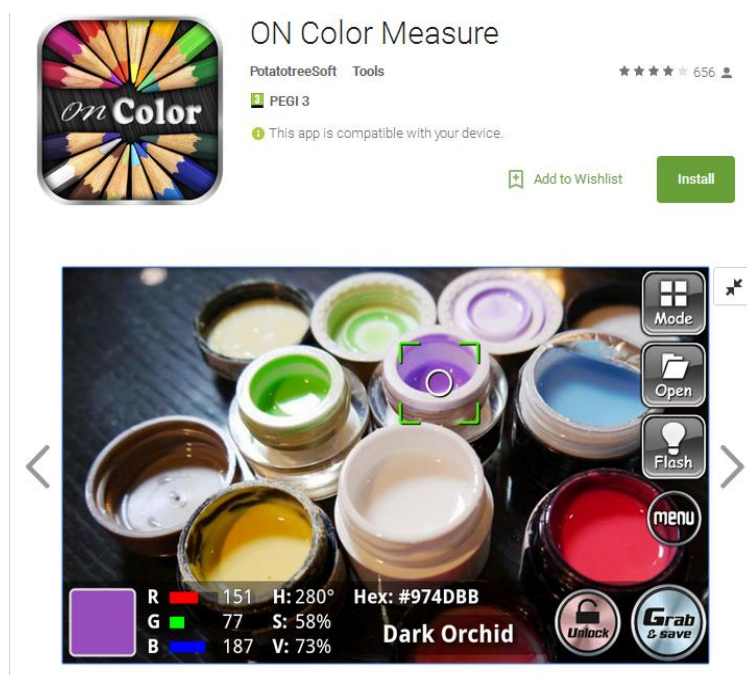 ON Color Measure
PotatotreeSoft Tools
656
3 PEGI 3
This app is compatible with your device.
Add to Wishlist
Install
on Color
Mode
Open
Flash
menu
R 151 H: 280° Hex: #974DBB
G 77 S: 58% Dark Orchid
B 187 V: 73%
Unlock
Grab
& save